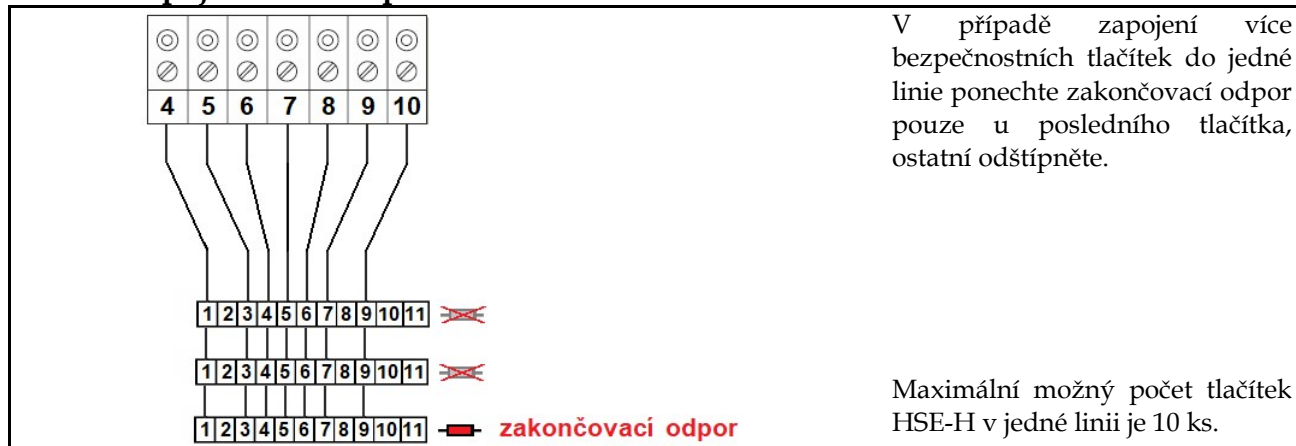 4 5 6 7 8 9 10
1 2 3 4 5 6 7 8 9 10 11
1 2 3 4 5 6 7 8 9 10 11
1 2 3 4 5 6 7 8 9 10 11 zakončovací odpor
V případě zapojení více
bezpečnostních tlačítek do jedné
linie ponechte zakončovací odpor
pouze u posledního tlačítka,
ostatní odštípněte.
Maximální možný počet tlačítek
HSE-H v jedné linii je 10 ks.